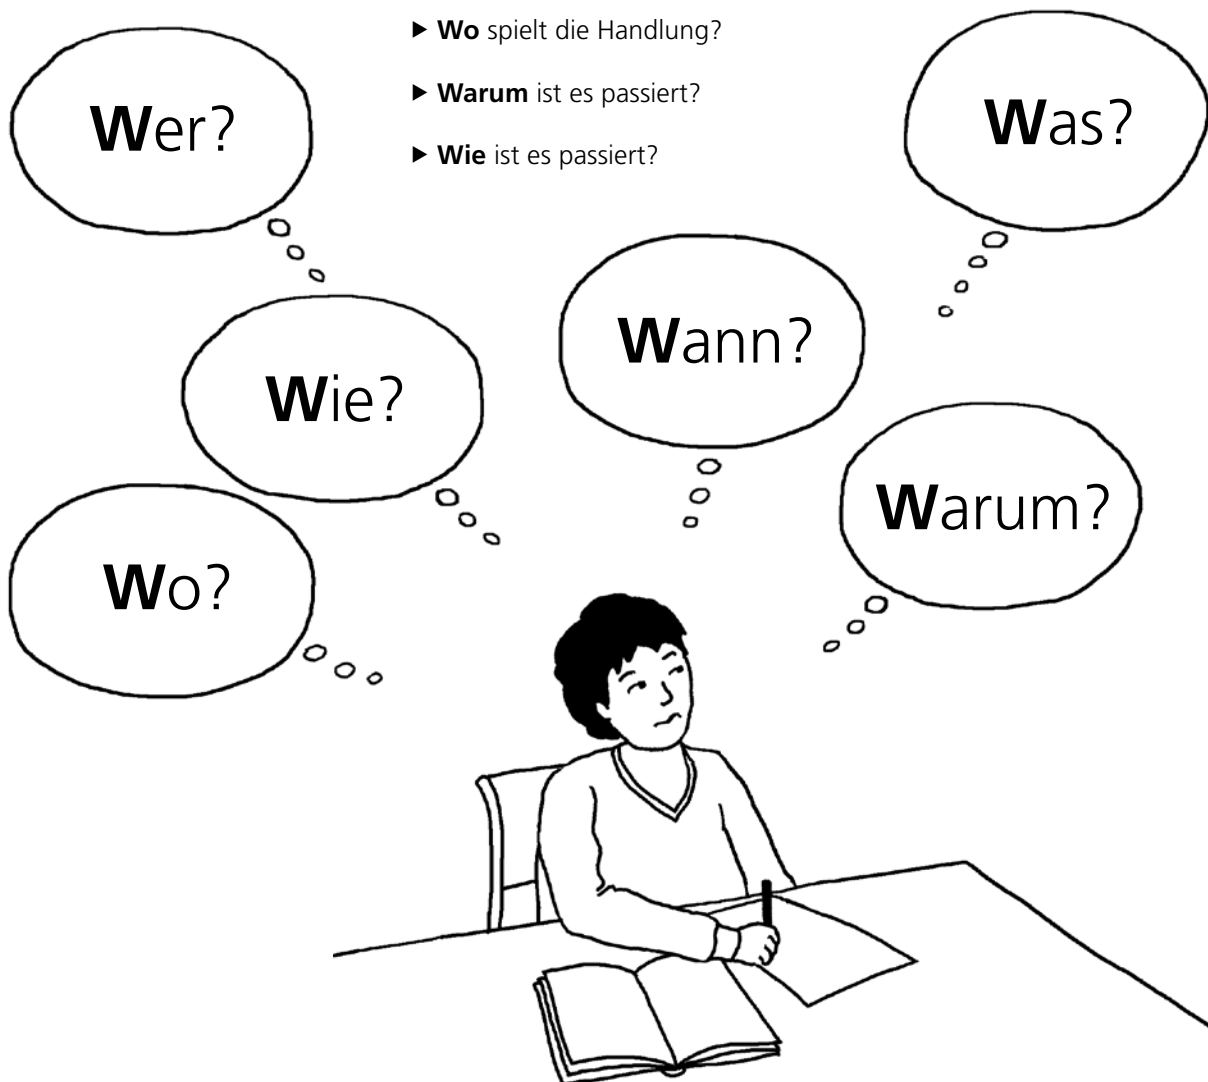 ▶ Wo spielt die Handlung?
▶ Warum ist es passiert?
▶ Wie ist es passiert?
Wer?
Was?
Wann?
Wie?
Warum?
Wo?